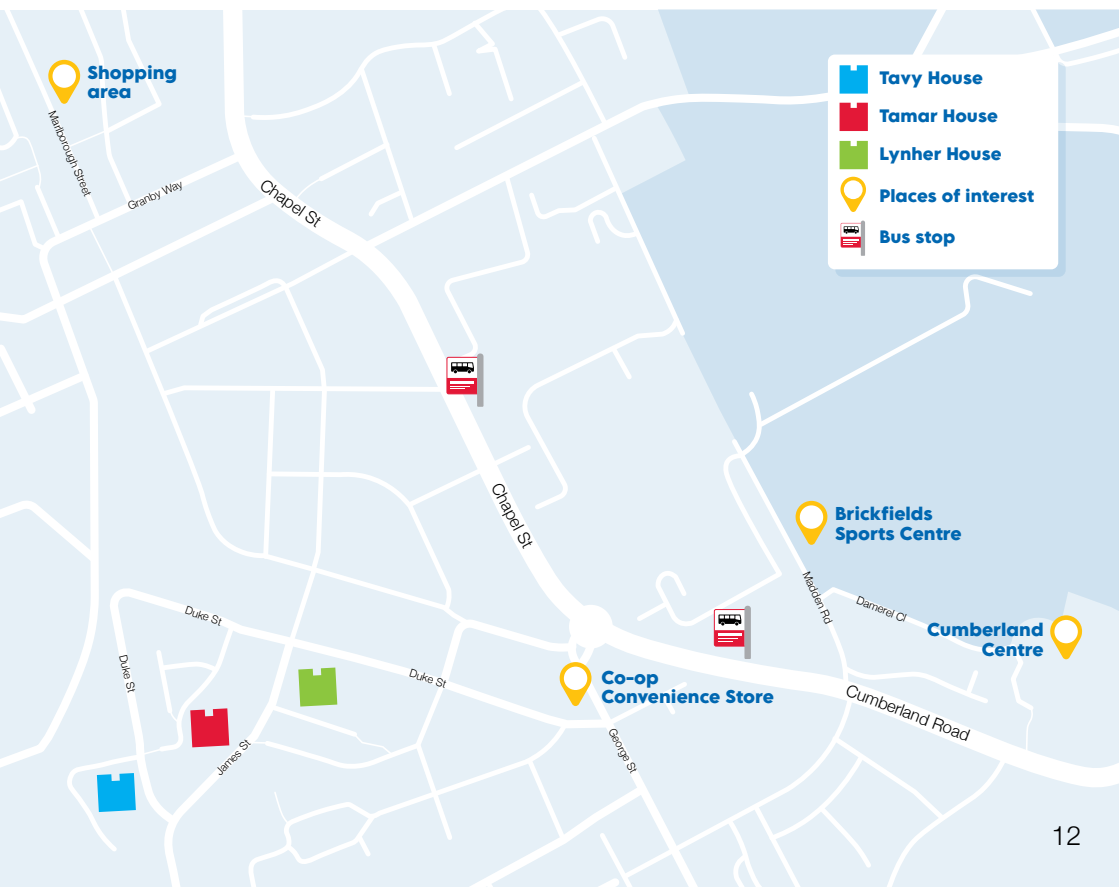 Shopping
area
Marlborough Street
Granby Way
Chapel St
Tavy House
Tamar House
Lynher House
Places of interest
Bus stop
Chapel St
Brickfields
Sports Centre
Madden Rd
Damerel Cl
Cumberland
Centre
Duke St
Duke St
Duke St
Co-op
Convenience Store
Cumberland Road
George St
James St
12